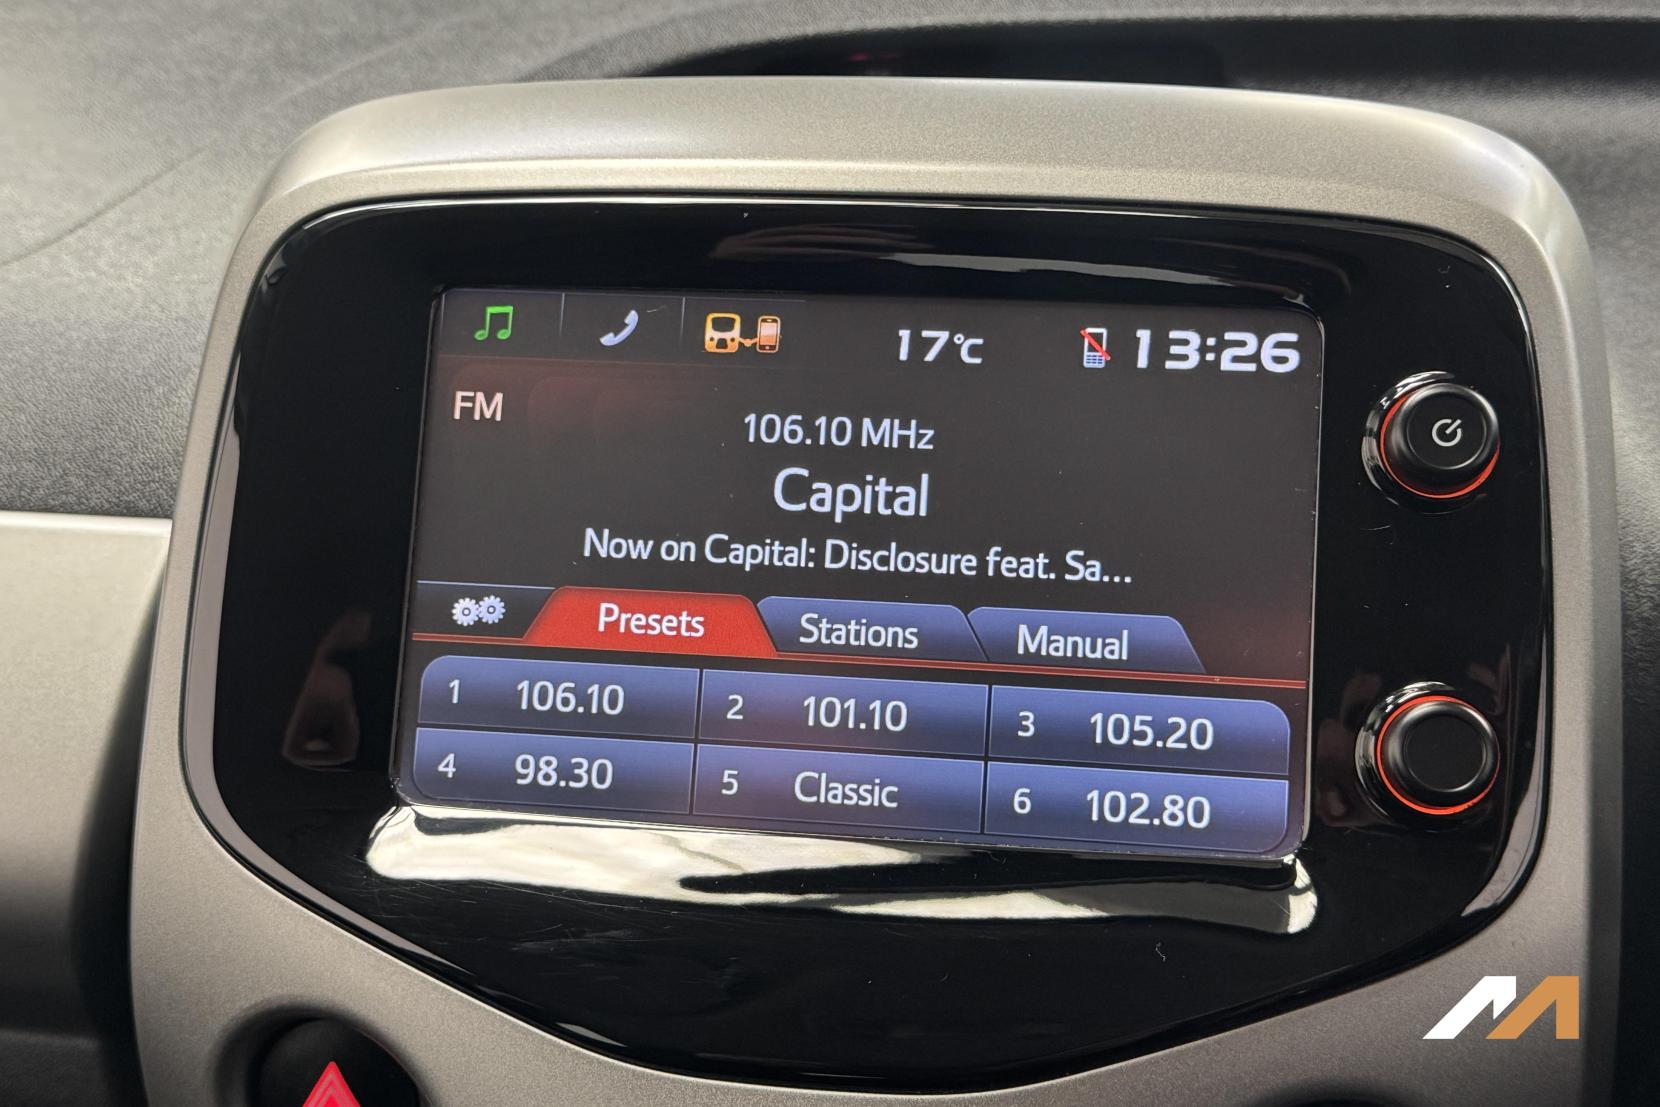 17°C
13:26
FM
106.10 MHz
Capital
Now on Capital: Disclosure feat. Sa...
Presets
Stations
Manual
1 106.10
2 101.10
3 105.20
4 98.30
5 Classic
6 102.80